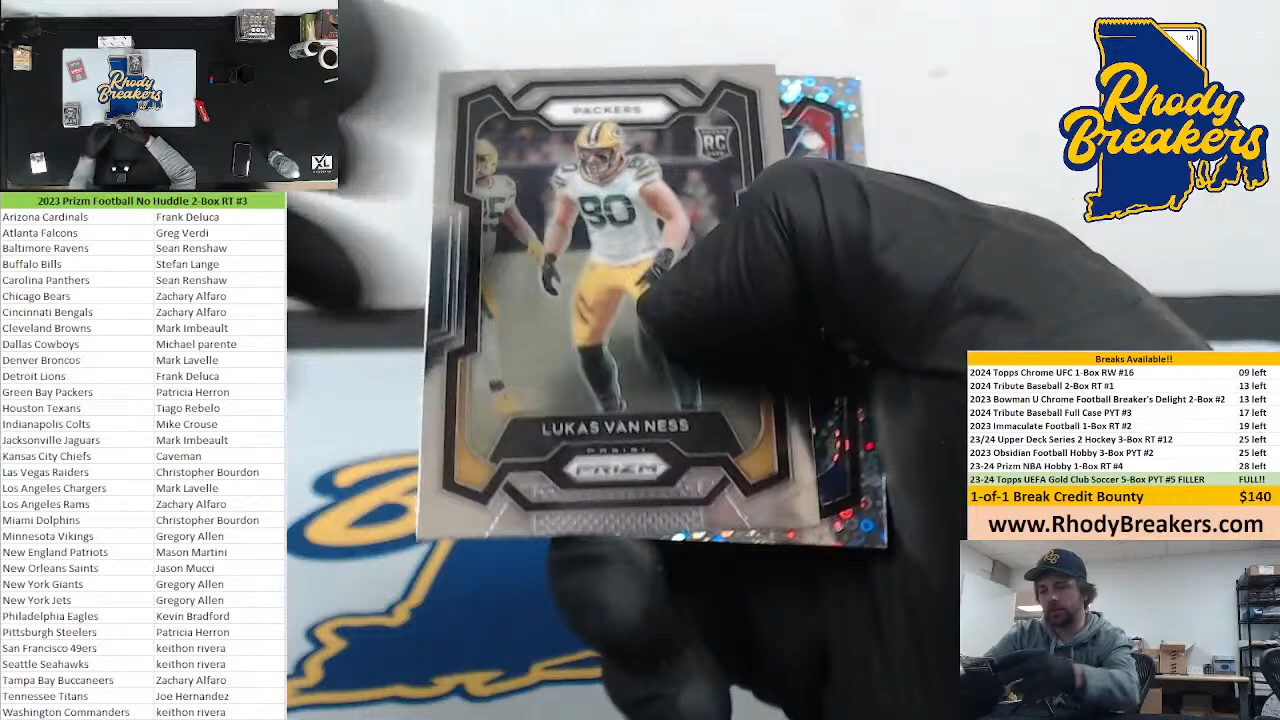 Rhody
Breakers
XL
2023 Prizm Football No Huddle 2-Box RT #3
Arizona Cardinals Frank Deluca
Atlanta Falcons Greg Verdi
Baltimore Ravens Sean Renshaw
Buffalo Bills Stefan Lange
Carolina Panthers Sean Renshaw
Chicago Bears Zachary Alfaro
Cincinnati Bengals Zachary Alfaro
Cleveland Browns Mark Imbeault
Dallas Cowboys Michael parente
Denver Broncos Mark Lavelle
Detroit Lions Frank Deluca
Green Bay Packers Patricia Herron
Houston Texans Tiago Rebelo
Indianapolis Colts Mike Crouse
Jacksonville Jaguars Mark Imbeault
Kansas City Chiefs Caveman
Las Vegas Raiders Christopher Bourdon
Los Angeles Chargers Mark Lavelle
Los Angeles Rams Zachary Alfaro
Miami Dolphins Christopher Bourdon
Minnesota Vikings Gregory Allen
New England Patriots Mason Martini
New Orleans Saints Jason Mucci
New York Giants Gregory Allen
New York Jets Gregory Allen
Philadelphia Eagles Kevin Bradford
Pittsburgh Steelers Patricia Herron
San Francisco 49ers keithon rivera
Seattle Seahawks keithon rivera
Tampa Bay Buccaneers Zachary Alfaro
Tennessee Titans Joe Hernandez
Washington Commanders keithon rivera
PACKERS
RC
90
LUKAS VAN NESS
PANINI
PRIZM
1/1
Rhody
Breakers
Breaks Available!!
2024 Topps Chrome UFC 1-Box RW #16 09 left
2024 Tribute Baseball 2-Box RT #1 13 left
2023 Bowman U Chrome Football Breaker's Delight 2-Box #2 13 left
2024 Tribute Baseball Full Case PYT #3 17 left
2023 Immaculate Football 1-Box RT #2 19 left
23/24 Upper Deck Series 2 Hockey 3-Box RT #12 25 left
2023 Obsidian Football Hobby 3-Box PYT #2 25 left
23-24 Prizm NBA Hobby 1-Box RT #4 28 left
23-24 Topps UEFA Gold Club Soccer 5-Box PYT #5 FILLER FULL!!
1-of-1 Break Credit Bounty $140
www.RhodyBreakers.com